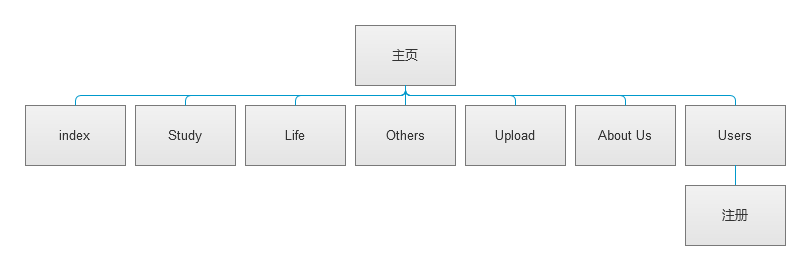 主页
index
Study
Life
Others
Upload
About Us
Users
注册